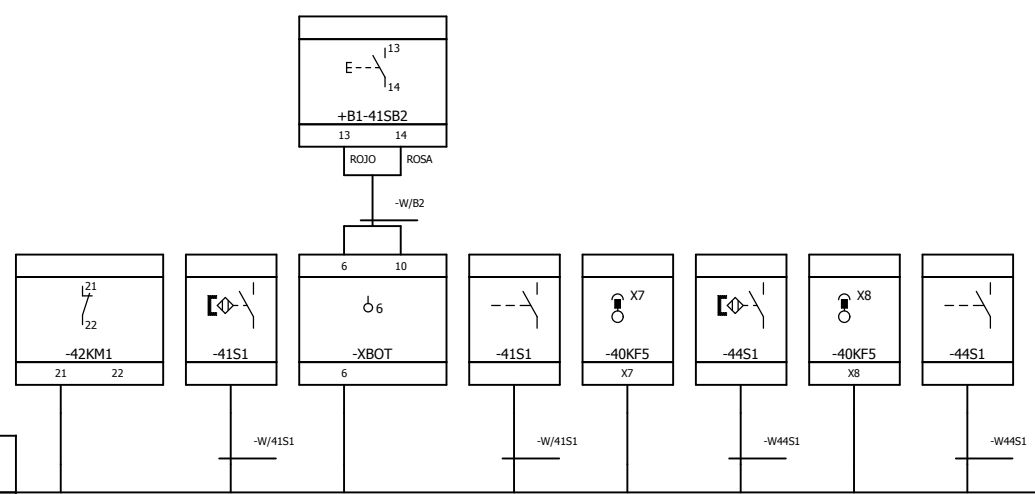 13
E
14
+B1-41SB2
13 14
ROJO ROSA
-W/B2
6 10
21
22
-42KM1
21 22
-41S1
6
-XBOT
6
-41S1
X7
-40KF5
X7
-44S1
X8
-40KF5
X8
-44S1
-W/41S1
-W/41S1
-W44S1
-W44S1